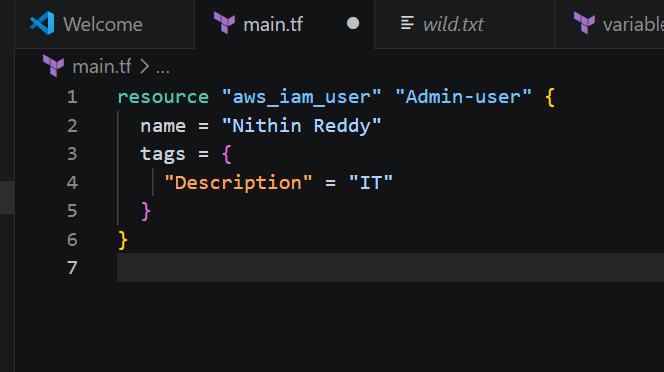 Welcome
main.tf
wild.txt
variable
main.tf > ...
1 resource "aws_iam_user" "Admin-user" {
2   name = "Nithin Reddy"
3   tags = {
4     "Description" = "IT"
5   }
6 }
7